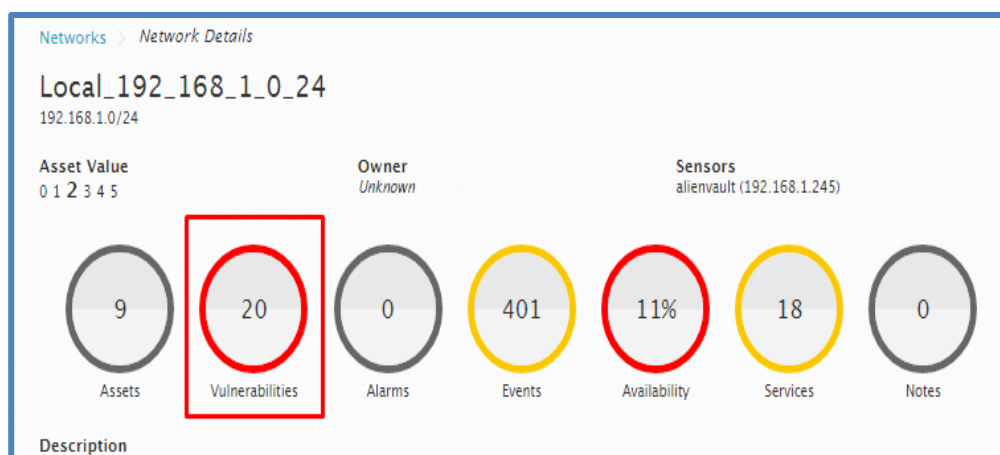 Networks > Network Details
Local_192_168_1_0_24
192.168.1.0/24
Asset Value
0 1 2 3 4 5
Owner
Unknown
Sensors
alienvault (192.168.1.245)
9
20
0
401
11%
18
0
Assets
Vulnerabilities
Alarms
Events
Availability
Services
Notes
Description